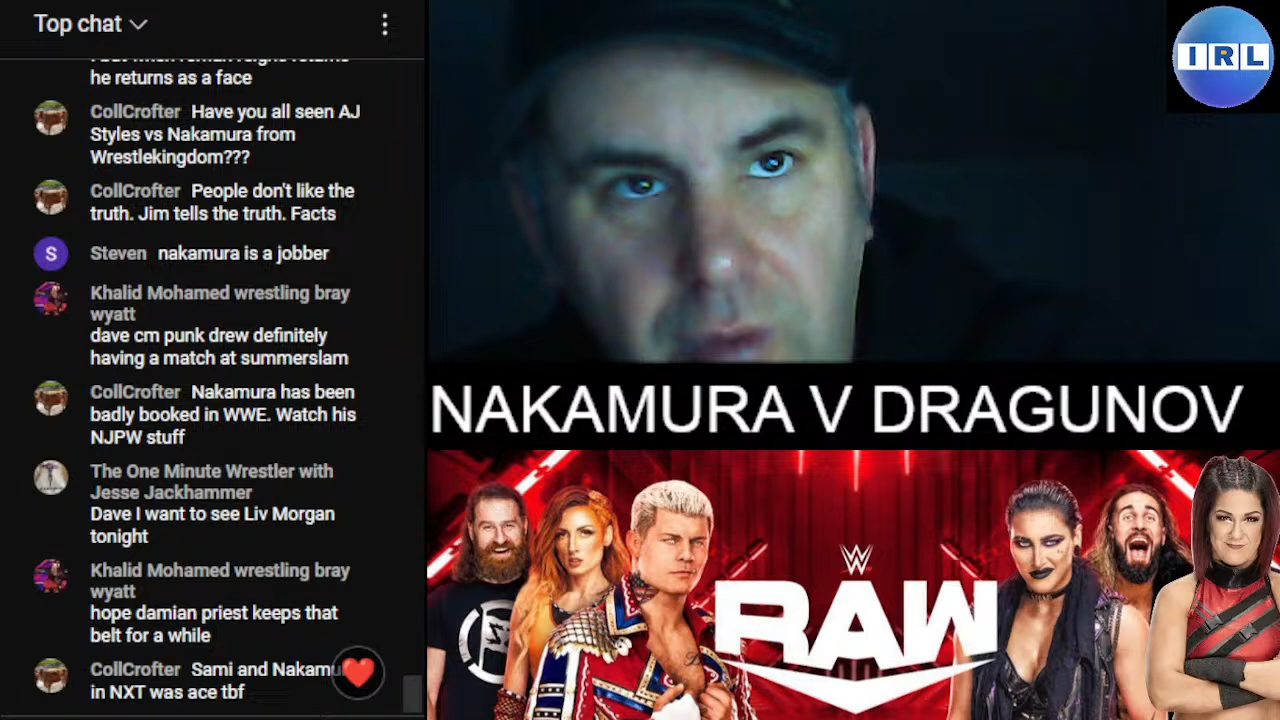 Top chat
he returns as a face
CollCrofter Have you all seen AJ
Styles vs Nakamura from
Wrestlekingdom???
CollCrofter People don't like the
truth. Jim tells the truth. Facts
S
Steven nakamura is a jobber
Khalid Mohamed wrestling bray
wyatt
dave cm punk drew definitely
having a match at summerslam
CollCrofter Nakamura has been
badly booked in WWE. Watch his
NJPW stuff
The One Minute Wrestler with
Jesse Jackhammer
Dave I want to see Liv Morgan
tonight
Khalid Mohamed wrestling bray
wyatt
hope damian priest keeps that
belt for a while
CollCrofter Sami and Nakamu
in NXT was ace tbf
IRL
NAKAMURA V DRAGUNOV
W
RAW